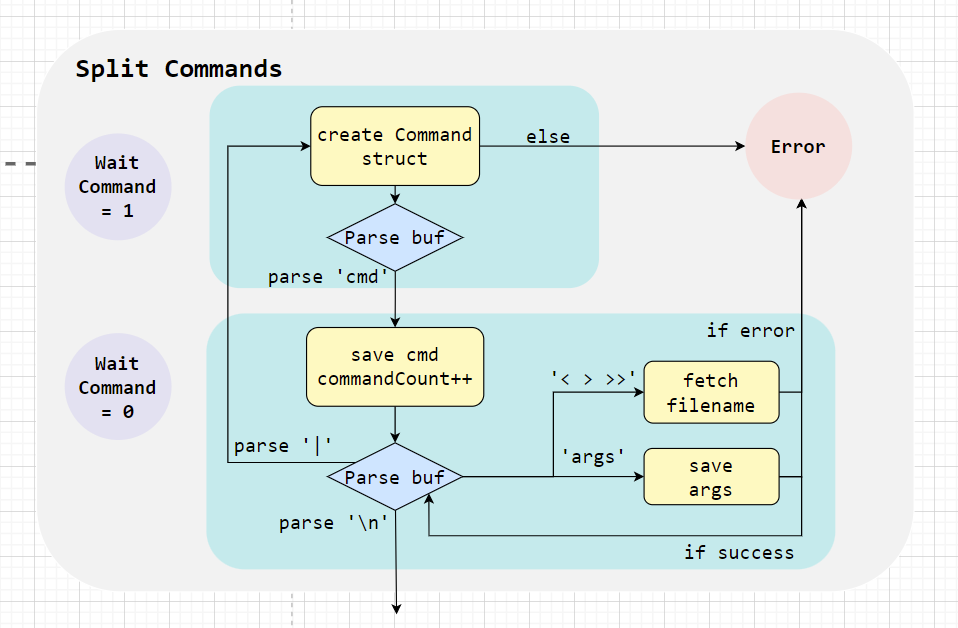 Split Commands
Wait
Command
= 1
create Command
struct
else
Error
Parse buf
parse 'cmd'
Wait
Command
= 0
save cmd
commandCount++
if error
'< > >>'
fetch
filename
parse '|'
'args'
save
args
Parse buf
parse '\n'
if success